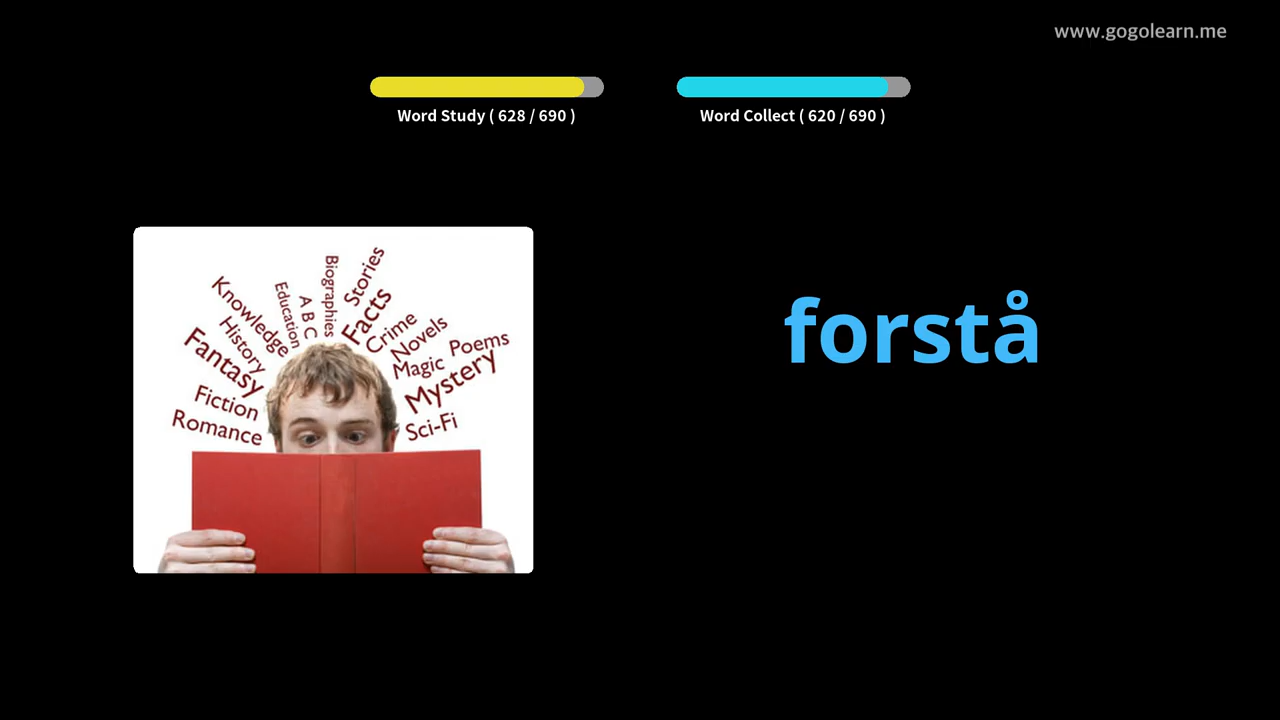 www.gogolearn.me
Word Study ( 628 / 690 )
Word Collect ( 620 / 690 )
Biographies
Stories
Knowledge
Education
A B C
Facts
History
Crime
Novels
Fantasy
Magic
Poems
Mystery
Fiction
Romance
Sci-Fi
forstå